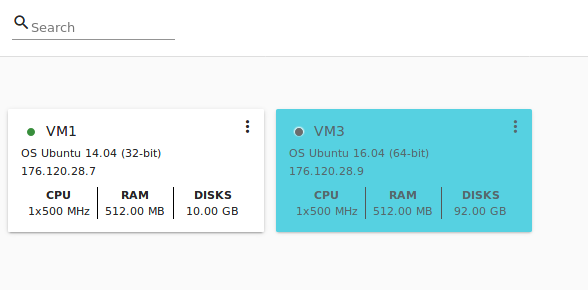 Search
VM1
OS Ubuntu 14.04 (32-bit)
176.120.28.7
CPU RAM DISKS
1x500 MHz 512.00 MB 10.00 GB
VM3
OS Ubuntu 16.04 (64-bit)
176.120.28.9
CPU RAM DISKS
1x500 MHz 512.00 MB 92.00 GB